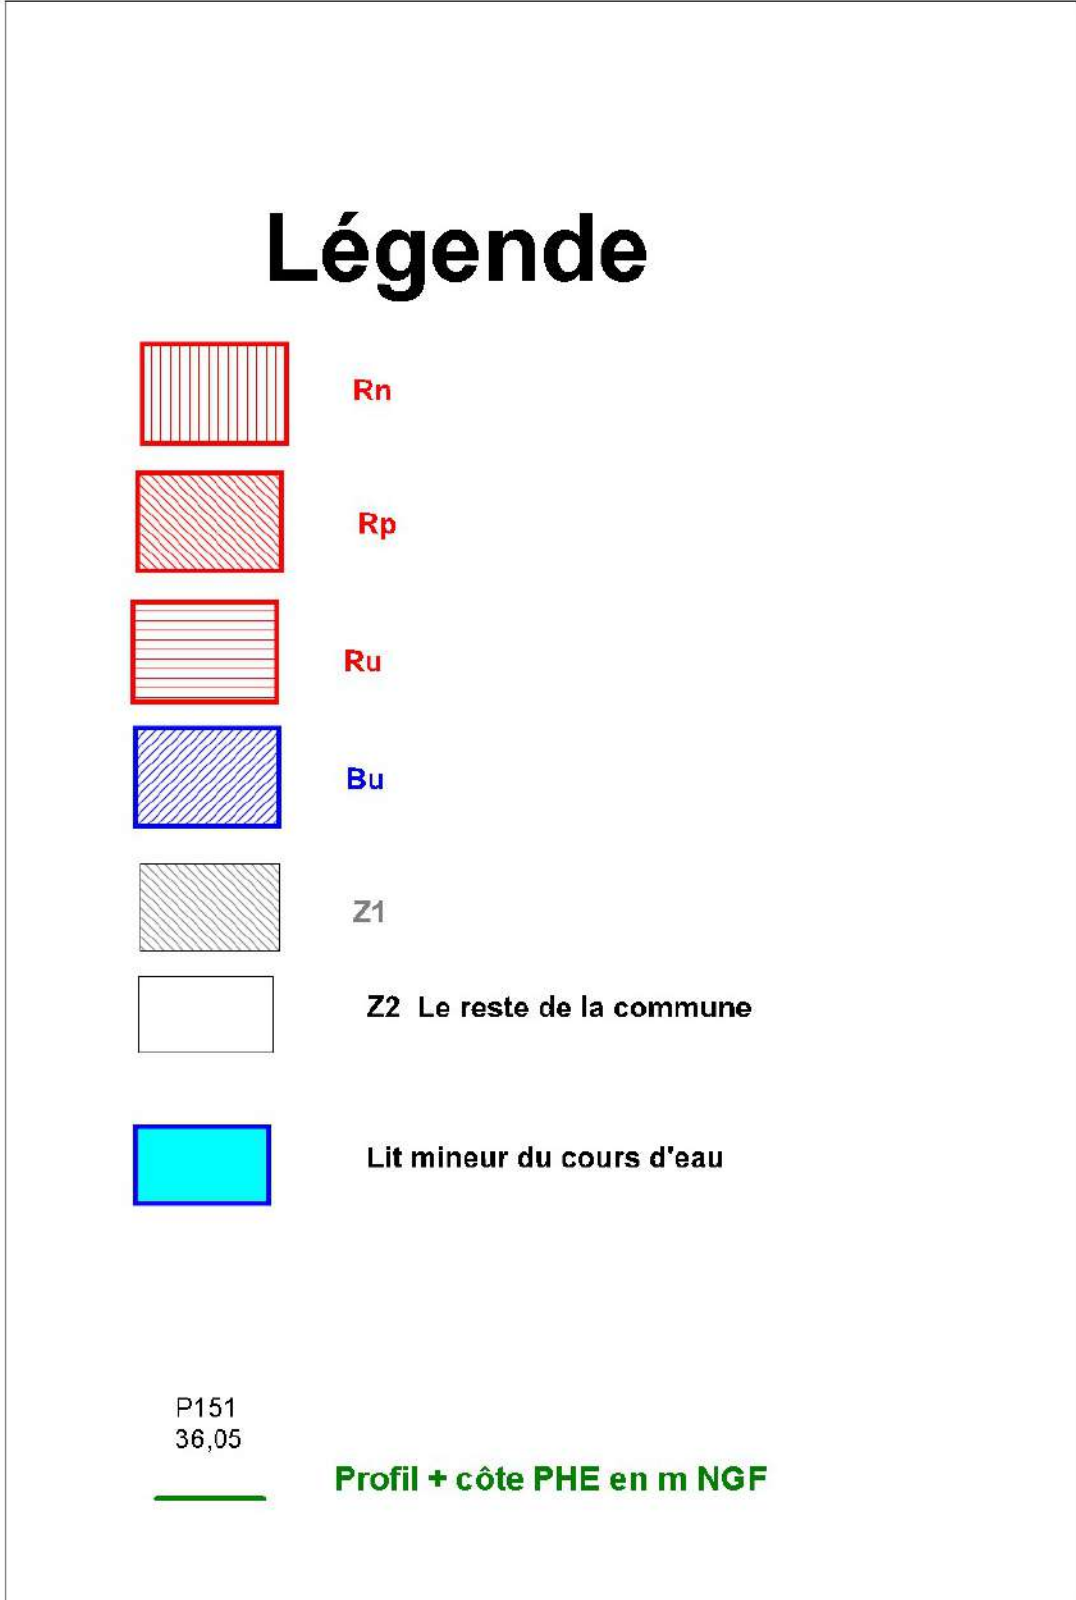 Légende
Rn
Rp
Ru
Bu
Z1
Z2 Le reste de la commune
Lit mineur du cours d'eau
P151
36,05
Profil + côte PHE en m NGF